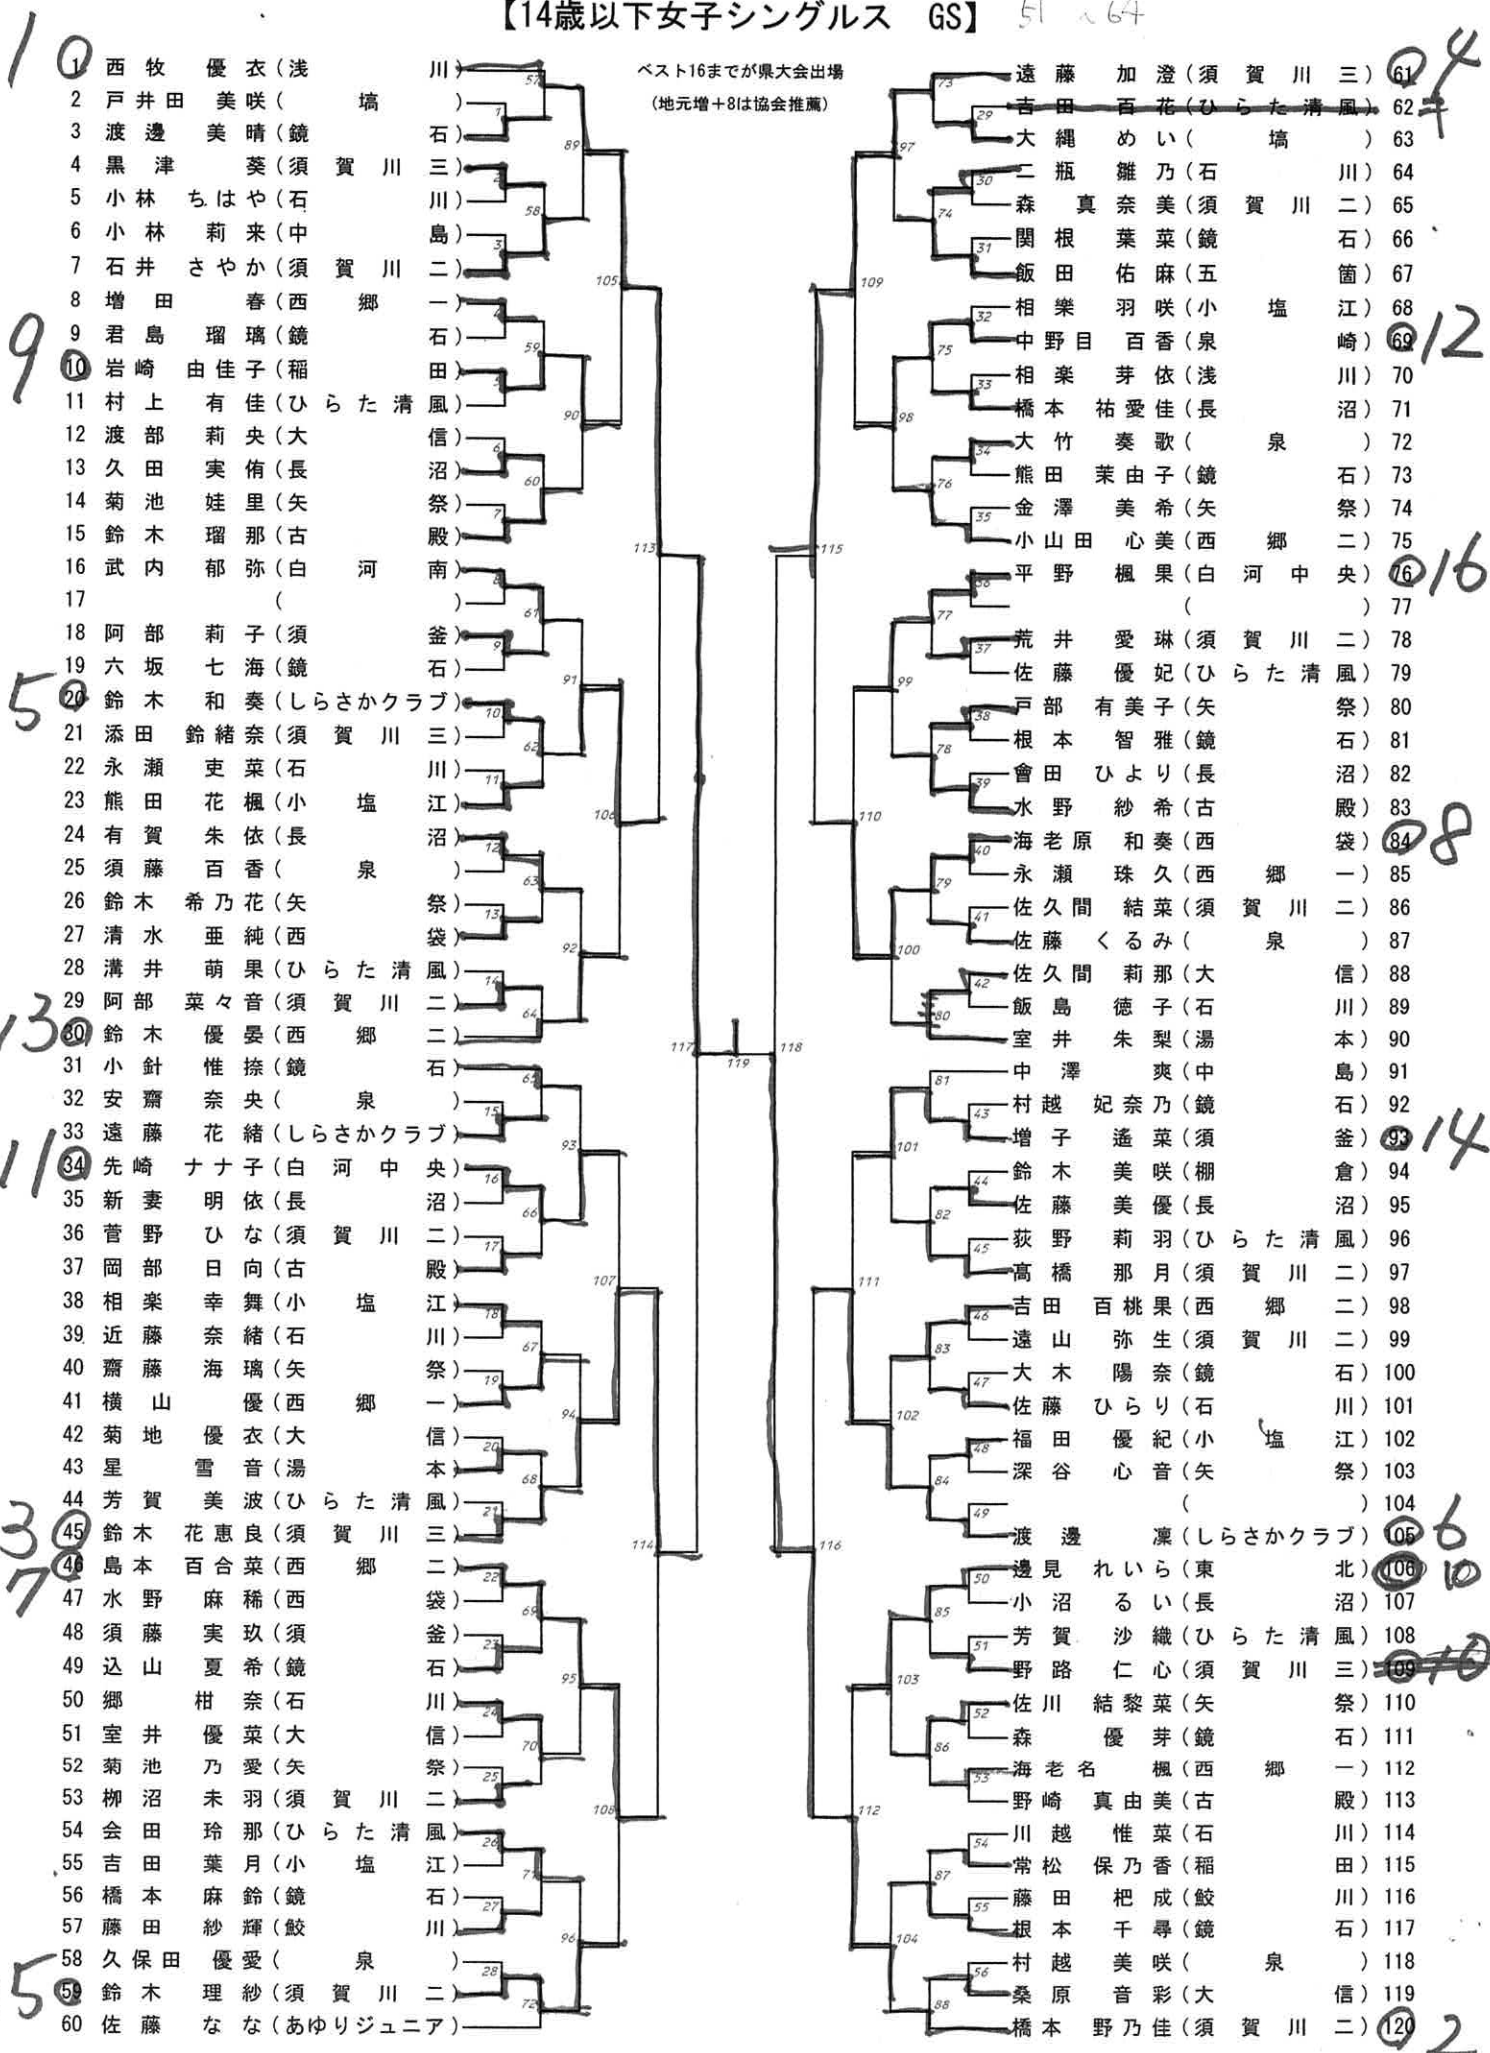 【14歳以下女子シングルス　GS】 51 64
ベスト16までが県大会出場
(地元増+8は協会推薦)
1 1 西牧 優衣(浅川)
2 戸井田 美咲(塙)
3 渡邊 美晴(鏡石)
4 黒津 葵(須賀川三)
5 小林 ちはや(石川)
6 小林 莉来(中島)
7 石井 さやか(須賀川二)
8 増田 春(西郷一)
9 君島 瑠璃(鏡石)
9 10 岩崎 由佳子(稲田)
11 村上 有佳(ひらた清風)
12 渡部 莉央(大信)
13 久田 実侑(長沼)
14 菊池 娃里(矢祭)
15 鈴木 瑠那(古殿)
16 武内 郁弥(白河南)
17 ( )
18 阿部 莉子(須釜)
19 六坂 七海(鏡石)
5 20 鈴木 和奏(しらさかクラブ)
21 添田 鈴緒奈(須賀川三)
22 永瀬 吏菜(石川)
23 熊田 花楓(小塩江)
24 有賀 朱依(長沼)
25 須藤 百香(泉)
26 鈴木 希乃花(矢祭)
27 清水 亜純(西袋)
28 溝井 萌果(ひらた清風)
29 阿部 菜々音(須賀川二)
13 30 鈴木 優晏(西郷二)
31 小針 惟捺(鏡石)
32 安齋 奈央(泉)
33 遠藤 花緒(しらさかクラブ)
11 34 先崎 ナナ子(白河中央)
35 新妻 明依(長沼)
36 菅野 ひな(須賀川二)
37 岡部 日向(古殿)
38 相楽 幸舞(小塩江)
39 近藤 奈緒(石川)
40 齋藤 海璃(矢祭)
41 横山 優(西郷一)
42 菊地 優衣(大信)
43 星 雪音(湯本)
44 芳賀 美波(ひらた清風)
3 45 鈴木 花恵良(須賀川三)
7 46 島本 百合菜(西郷二)
47 水野 麻稀(西袋)
48 須藤 実玖(須釜)
49 込山 夏希(鏡石)
50 郷 柑奈(石川)
51 室井 優菜(大信)
52 菊池 乃愛(矢祭)
53 栁沼 未羽(須賀川二)
54 会田 玲那(ひらた清風)
55 吉田 葉月(小塩江)
56 橋本 麻鈴(鏡石)
57 藤田 紗輝(鮫川)
58 久保田 優愛(泉)
5 59 鈴木 理紗(須賀川二)
60 佐藤 なな(あゆりジュニア)
遠藤 加澄(須賀川三) 61 4
吉田 百花(ひらた清風) 62
大縄 めい(塙) 63
二瓶 雛乃(石川) 64
森 真奈美(須賀川二) 65
関根 葉菜(鏡石) 66
飯田 佑麻(五箇) 67
相樂 羽咲(小塩江) 68
中野目 百香(泉崎) 69 12
相楽 芽依(浅川) 70
橋本 祐愛佳(長沼) 71
大竹 奏歌(泉) 72
熊田 茉由子(鏡石) 73
金澤 美希(矢祭) 74
小山田 心美(西郷二) 75
平野 楓果(白河中央) 76 16
( ) 77
荒井 愛琳(須賀川二) 78
佐藤 優妃(ひらた清風) 79
戸部 有美子(矢祭) 80
根本 智雅(鏡石) 81
會田 ひより(長沼) 82
水野 紗希(古殿) 83
海老原 和奏(西袋) 84 8
永瀬 珠久(西郷一) 85
佐久間 結菜(須賀川二) 86
佐藤 くるみ(泉) 87
佐久間 莉那(大信) 88
飯島 徳子(石川) 89
室井 朱梨(湯本) 90
中澤 爽(中島) 91
村越 妃奈乃(鏡石) 92
増子 遙菜(須釜) 93 14
鈴木 美咲(棚倉) 94
佐藤 美優(長沼) 95
荻野 莉羽(ひらた清風) 96
髙橋 那月(須賀川二) 97
吉田 百桃果(西郷二) 98
遠山 弥生(須賀川二) 99
大木 陽奈(鏡石) 100
佐藤 ひらり(石川) 101
福田 優紀(小塩江) 102
深谷 心音(矢祭) 103
( ) 104
渡邊 凜(しらさかクラブ) 105 6
邊見 れいら(東北) 106 10
小沼 るい(長沼) 107
芳賀 沙織(ひらた清風) 108
野路 仁心(須賀川三) 109 10
佐川 結黎菜(矢祭) 110
森 優芽(鏡石) 111
海老名 楓(西郷一) 112
野崎 真由美(古殿) 113
川越 惟菜(石川) 114
常松 保乃香(稲田) 115
藤田 杷成(鮫川) 116
根本 千尋(鏡石) 117
村越 美咲(泉) 118
桑原 音彩(大信) 119
橋本 野乃佳(須賀川二) 120 2